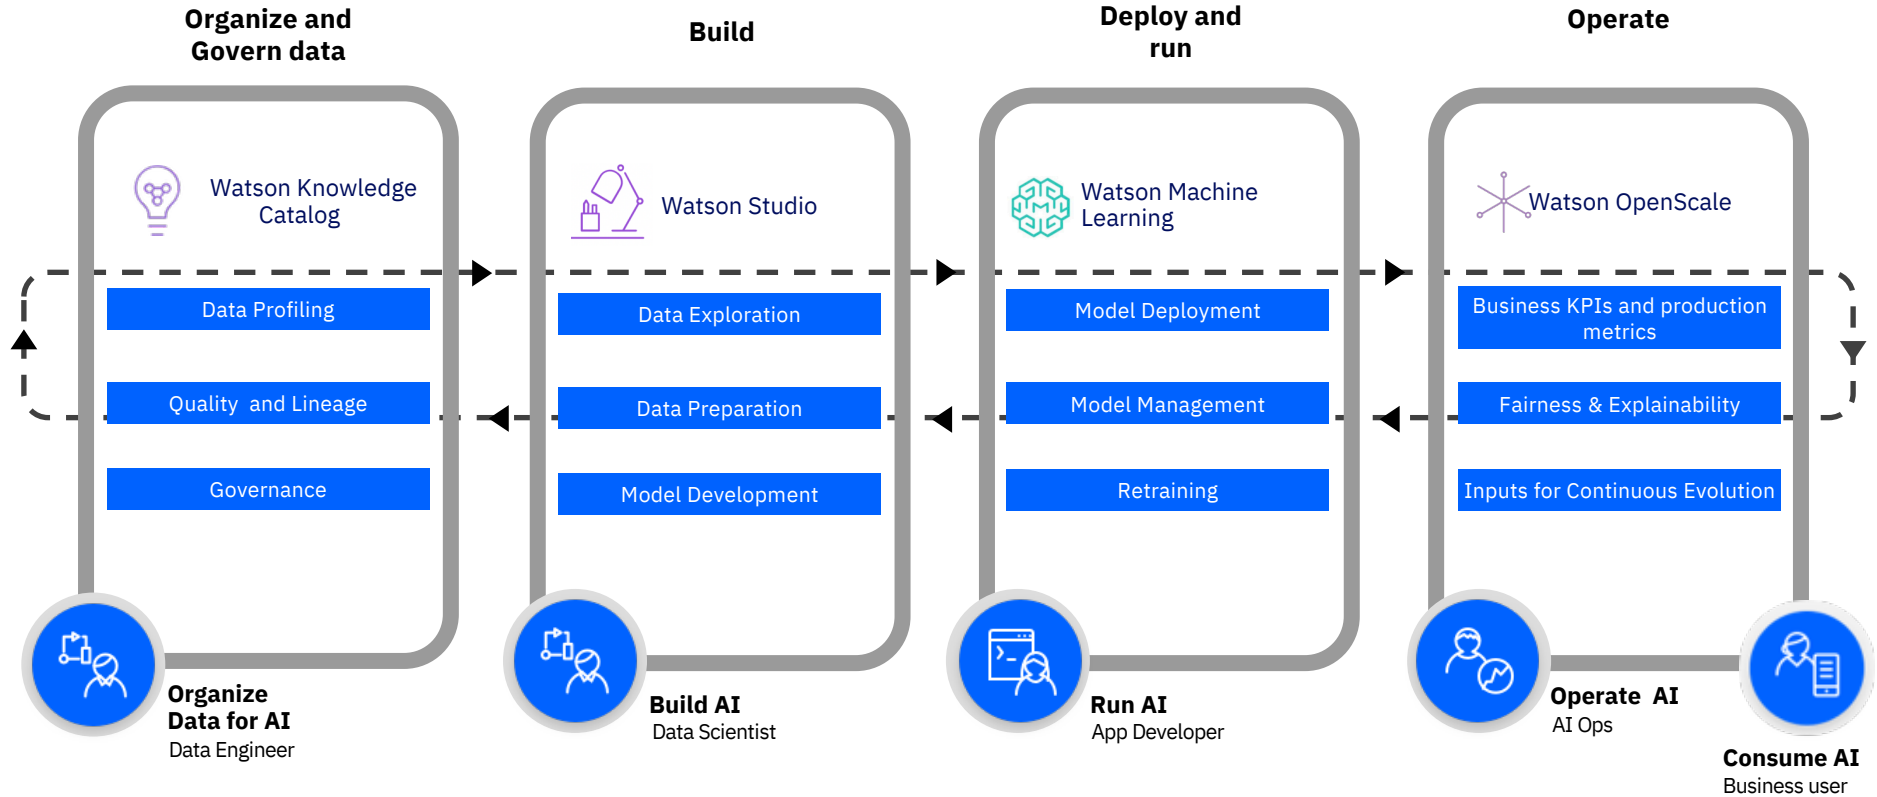 Organize and
Govern data
Build
Deploy and
run
Operate
Watson Knowledge
Catalog
Watson Studio
Watson Machine
Learning
Watson OpenScale
Data Profiling
Quality and Lineage
Governance
Data Exploration
Data Preparation
Model Development
Model Deployment
Model Management
Retraining
Business KPIs and production
metrics
Fairness & Explainability
Inputs for Continuous Evolution
Organize
Data for AI
Data Engineer
Build AI
Data Scientist
Run AI
App Developer
Operate AI
AI Ops
Consume AI
Business user